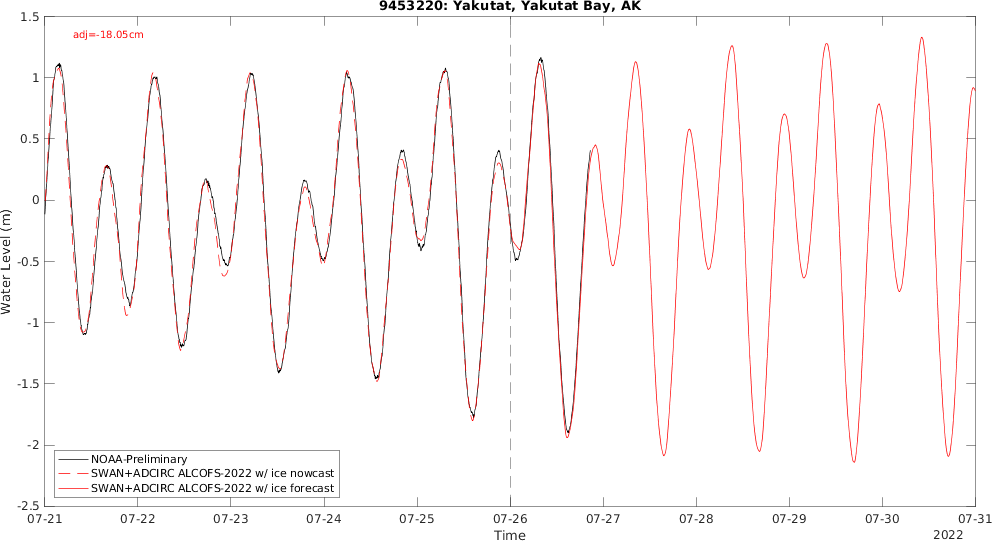 9453220: Yakutat, Yakutat Bay, AK
adj=-18.05cm
1.5
1
0.5
0
-0.5
-1
-1.5
-2
-2.5
Water Level (m)
NOAA-Preliminary
SWAN+ADCIRC ALCOFS-2022 w/ ice nowcast
SWAN+ADCIRC ALCOFS-2022 w/ ice forecast
07-21 07-22 07-23 07-24 07-25 07-26 07-27 07-28 07-29 07-30 07-31
Time
2022